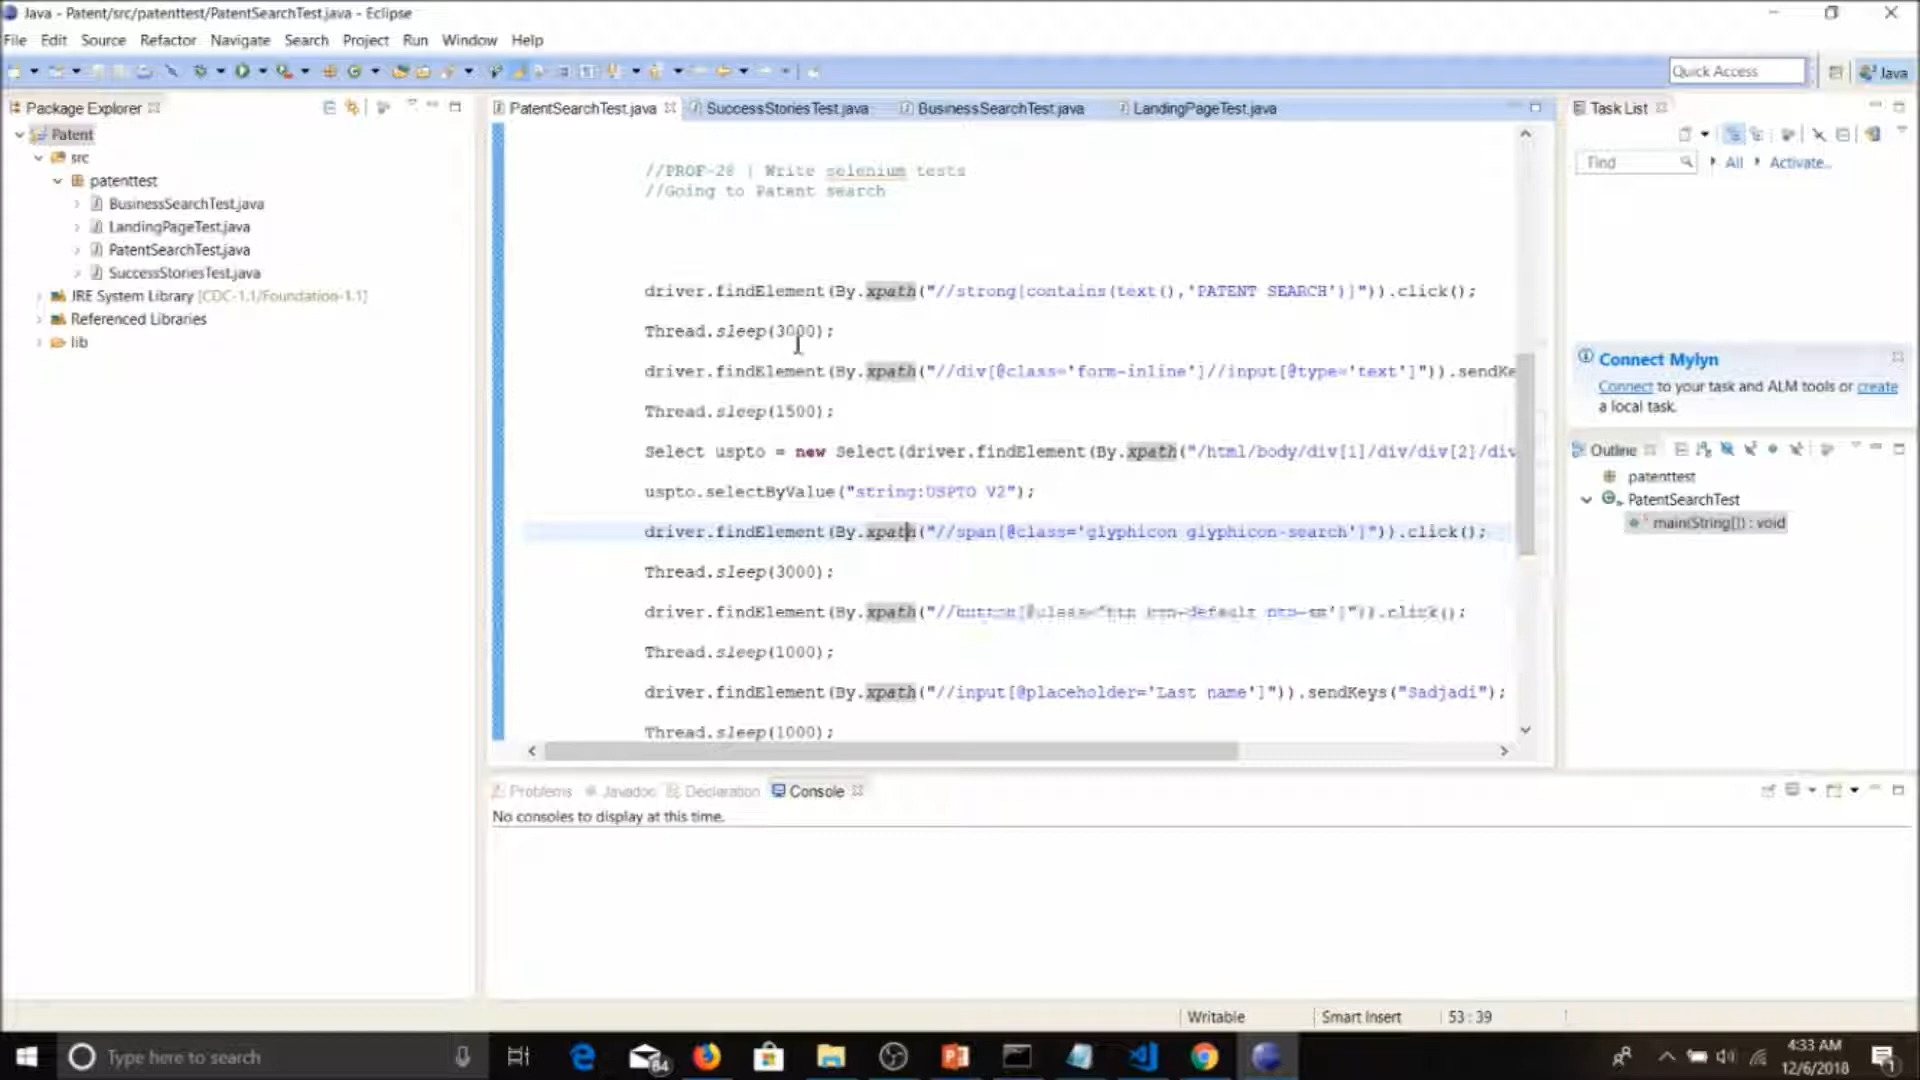 Java - Patent/src/patenttest/PatentSearchTest.java - Eclipse
File Edit Source Refactor Navigate Search Project Run Window Help
Quick Access
Java
Package Explorer
Patent
src
patenttest
BusinessSearchTest.java
LandingPageTest.java
PatentSearchTest.java
SuccessStoriesTest.java
JRE System Library [CDC-1.1/Foundation-1.1]
Referenced Libraries
lib
PatentSearchTest.java SuccessStoriesTest.java BusinessSearchTest.java LandingPageTest.java
//PROF-28 | Write selenium tests
//Going to Patent search
driver.findElement(By.xpath("//strong[contains(text(),'PATENT SEARCH')]")).click();
Thread.sleep(3000);
driver.findElement(By.xpath("//div[@class='form-inline']//input[@type='text']")).sendKe
Thread.sleep(1500);
Select uspto = new Select(driver.findElement(By.xpath("/html/body/div[1]/div/div[2]/div
uspto.selectByValue("string:USPTO V2");
driver.findElement(By.xpath("//span[@class='glyphicon glyphicon-search']")).click();
Thread.sleep(3000);
driver.findElement(By.xpath("//button[@class='btn btn-default btn-sm']")).click();
Thread.sleep(1000);
driver.findElement(By.xpath("//input[@placeholder='Last name']")).sendKeys("Sadjadi");
Thread.sleep(1000);
Problems Javadoc Declaration Console
No consoles to display at this time.
Task List
Find
All
Activate...
Connect Mylyn
Connect to your task and ALM tools or create
a local task.
Outline
patenttest
PatentSearchTest
main(String[]) : void
Writable
Smart Insert
53 : 39
Type here to search
84
4:33 AM
12/6/2018
1